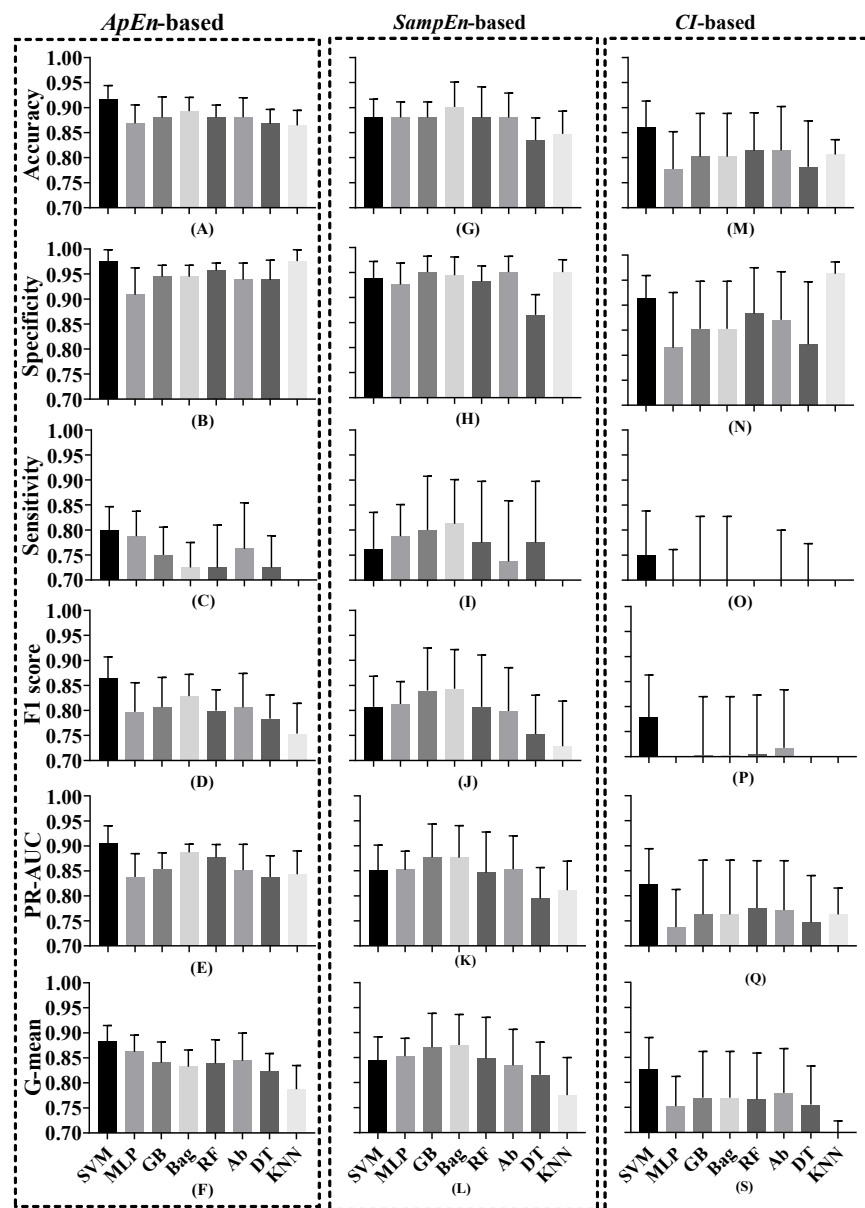 ApEn-based
SampEn-based
CI-based
Accuracy
1.00
0.95
0.90
0.85
0.80
0.75
0.70
(A)
(G)
(M)
Specificity
1.00
0.95
0.90
0.85
0.80
0.75
0.70
(B)
(H)
(N)
Sensitivity
1.00
0.95
0.90
0.85
0.80
0.75
0.70
(C)
(I)
(O)
F1 score
1.00
0.95
0.90
0.85
0.80
0.75
0.70
(D)
(J)
(P)
PR-AUC
1.00
0.95
0.90
0.85
0.80
0.75
0.70
(E)
(K)
(Q)
G-mean
1.00
0.95
0.90
0.85
0.80
0.75
0.70
SVM
MLP
GB
Bag
RF
Ab
DT
KNN
(F)
SVM
MLP
GB
Bag
RF
Ab
DT
KNN
(L)
SVM
MLP
GB
Bag
RF
Ab
DT
KNN
(S)